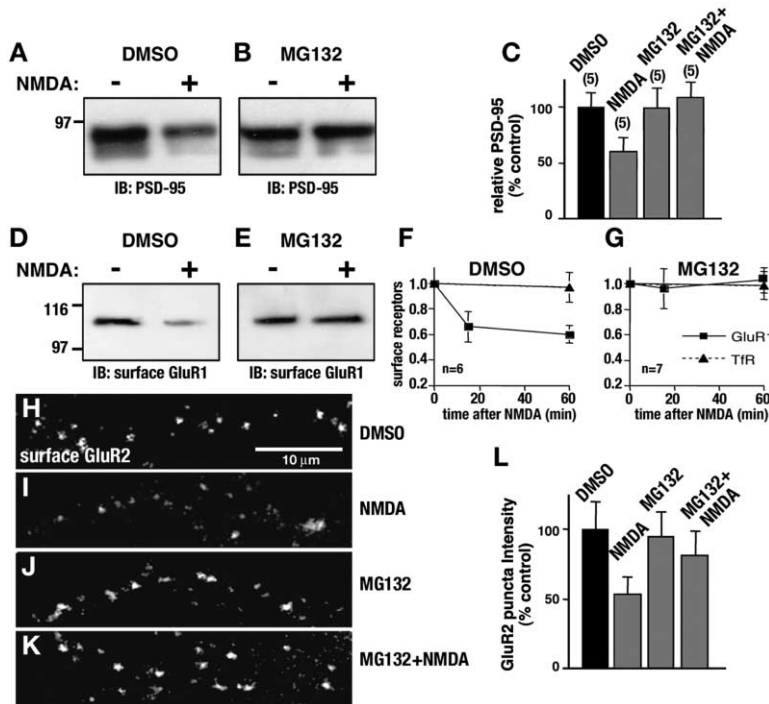 A
DMSO
NMDA: - +
97
IB: PSD-95
B
MG132
- +
IB: PSD-95
C
DMSO
NMDA
MG132
MG132+
NMDA
(5)
(5)
(5)
(5)
100
50
0
relative PSD-95
(% control)
D
DMSO
NMDA: - +
116
97
IB: surface GluR1
E
MG132
- +
IB: surface GluR1
F
DMSO
1.0
0.8
0.6
0.4
0.2
surface receptors
n=6
0 20 40 60
time after NMDA (min)
G
MG132
1.0
0.8
0.6
0.4
0.2
GluR1
TfR
n=7
0 20 40 60
time after NMDA (min)
H
surface GluR2
10 µm
DMSO
I
NMDA
J
MG132
K
MG132+NMDA
L
DMSO
NMDA
MG132
MG132+
NMDA
100
50
0
GluR2 puncta Intensity
(% control)